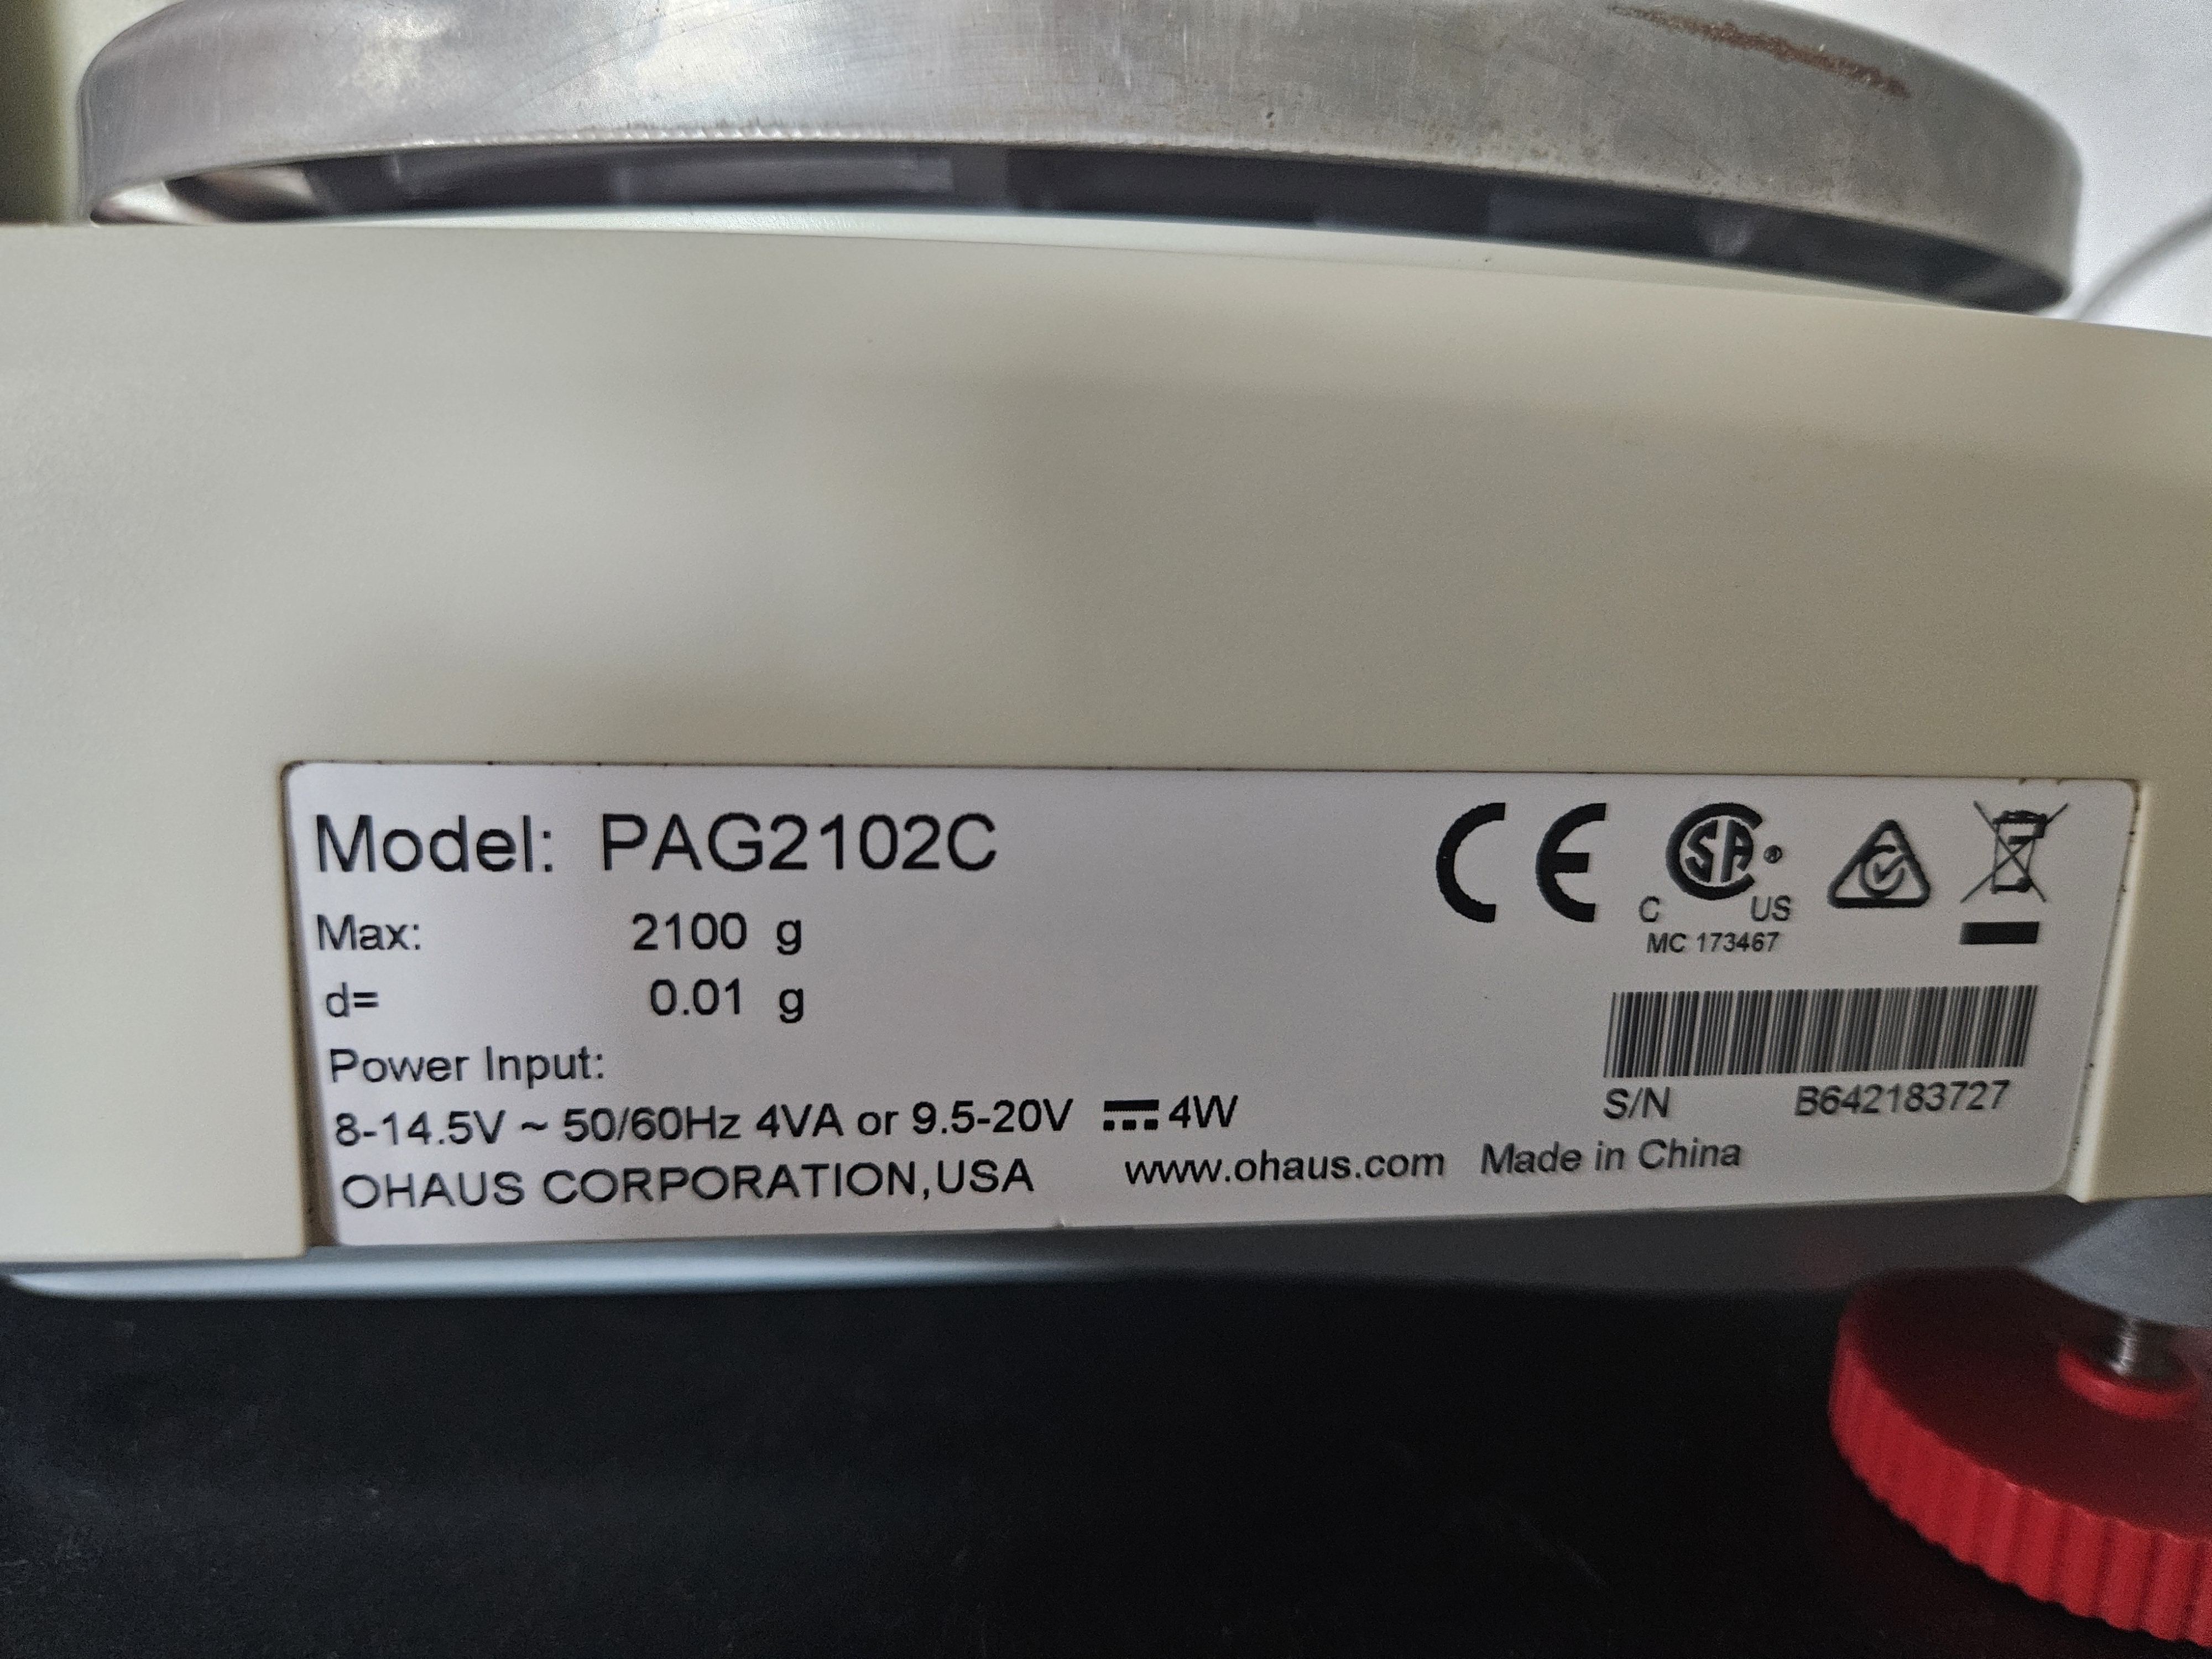 Model: PAG2102C
Max: 2100 g
d= 0.01 g
Power Input:
8-14.5V ~ 50/60Hz 4VA or 9.5-20V ⎓ 4W
OHAUS CORPORATION,USA www.ohaus.com Made in China
CE
SA ®
C US
MC 173467
S/N B642183727